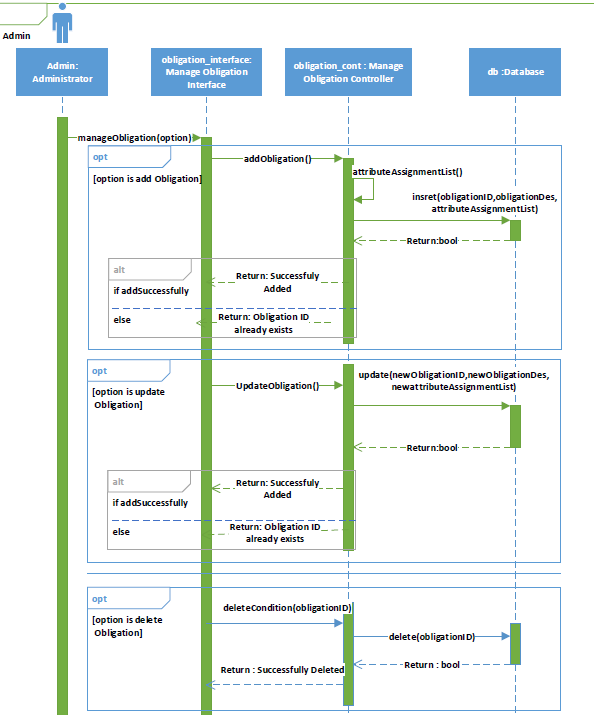 Admin
Admin:
Administrator
obligation_interface:
Manage Obligation
Interface
obligation_cont : Manage
Obligation Controller
db :Database
manageObligation(option)
opt
[option is add Obligation]
addObligation()
attributeAssignmentList()
insret(obligationID,obligationDes,
attributeAssignmentList)
Return:bool
alt
if addSuccessfully
Return: Successfuly
Added
else
Return: Obligation ID
already exists
opt
[option is update
Obligation]
UpdateObligation()
update(newObligationID,newObligationDes,
newattributeAssignmentList)
Return:bool
alt
if addSuccessfully
Return: Successfuly
Added
else
Return: Obligation ID
already exists
opt
[option is delete
Obligation]
deleteCondition(obligationID)
delete(obligationID)
Return : bool
Return : Successfully Deleted